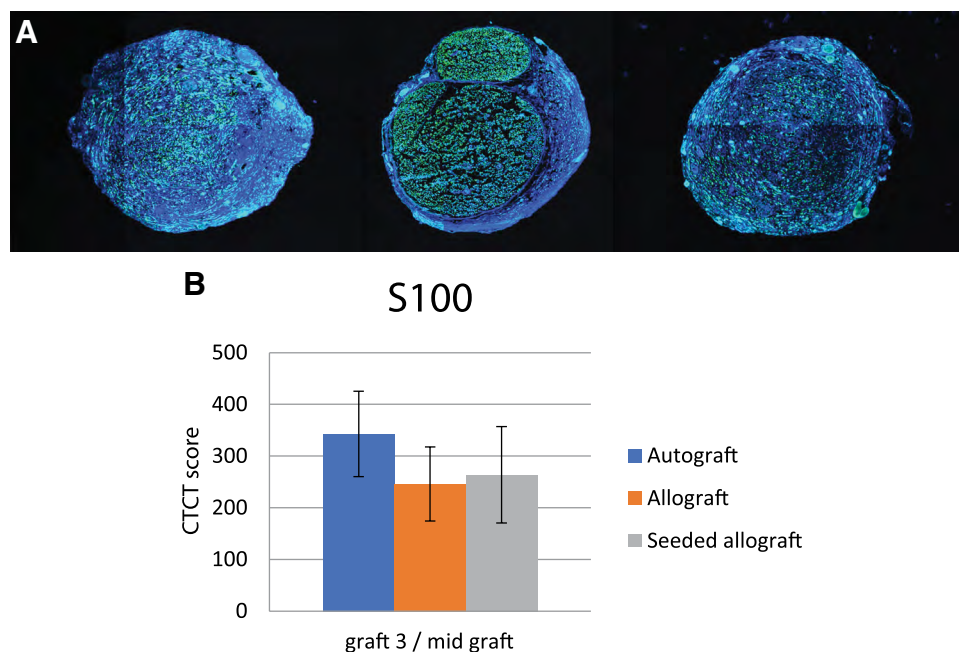 A
B
S100
500
400
300
200
100
0
CTCT score
graft 3 / mid graft
Autograft
Allograft
Seeded allograft